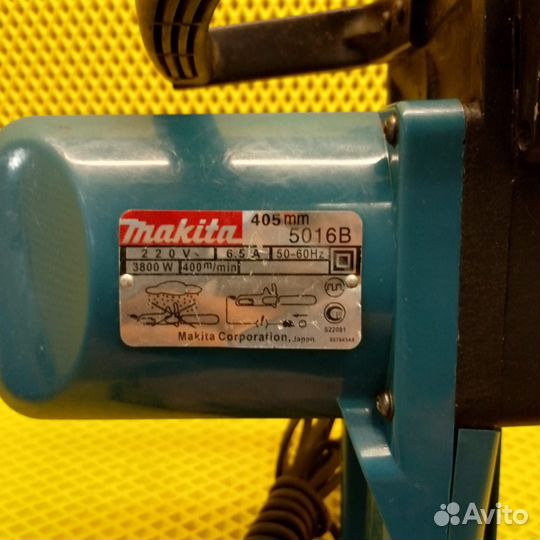 makita
405mm
5016B
220V~ 6.5A 50-60Hz
3800W 400m/min
S22081
Makita Corporation, Japan
Avito